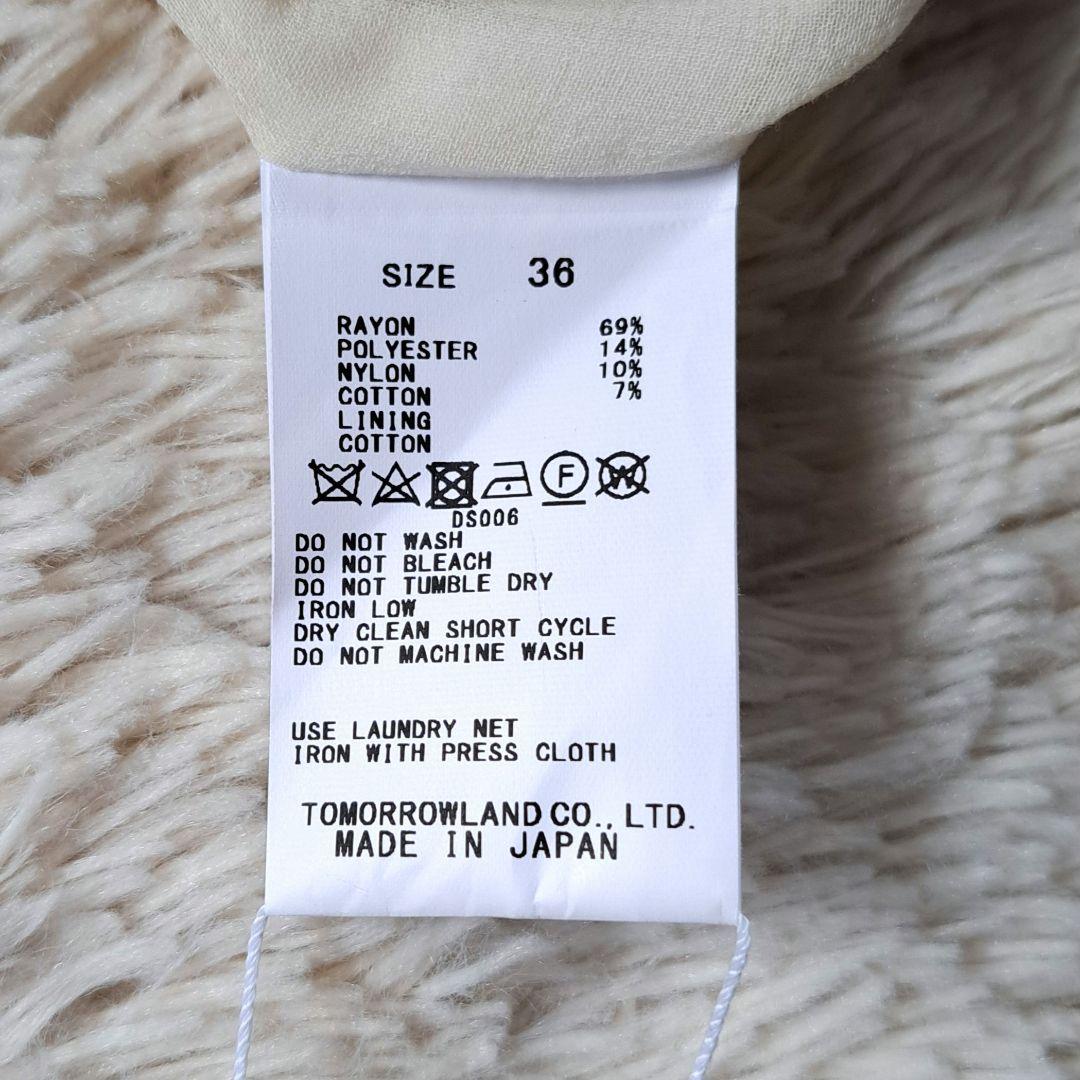 SIZE 36
RAYON 69%
POLYESTER 14%
NYLON 10%
COTTON 7%
LINING
COTTON
F W
DS006
DO NOT WASH
DO NOT BLEACH
DO NOT TUMBLE DRY
IRON LOW
DRY CLEAN SHORT CYCLE
DO NOT MACHINE WASH
USE LAUNDRY NET
IRON WITH PRESS CLOTH
TOMORROWLAND CO., LTD.
MADE IN JAPAN